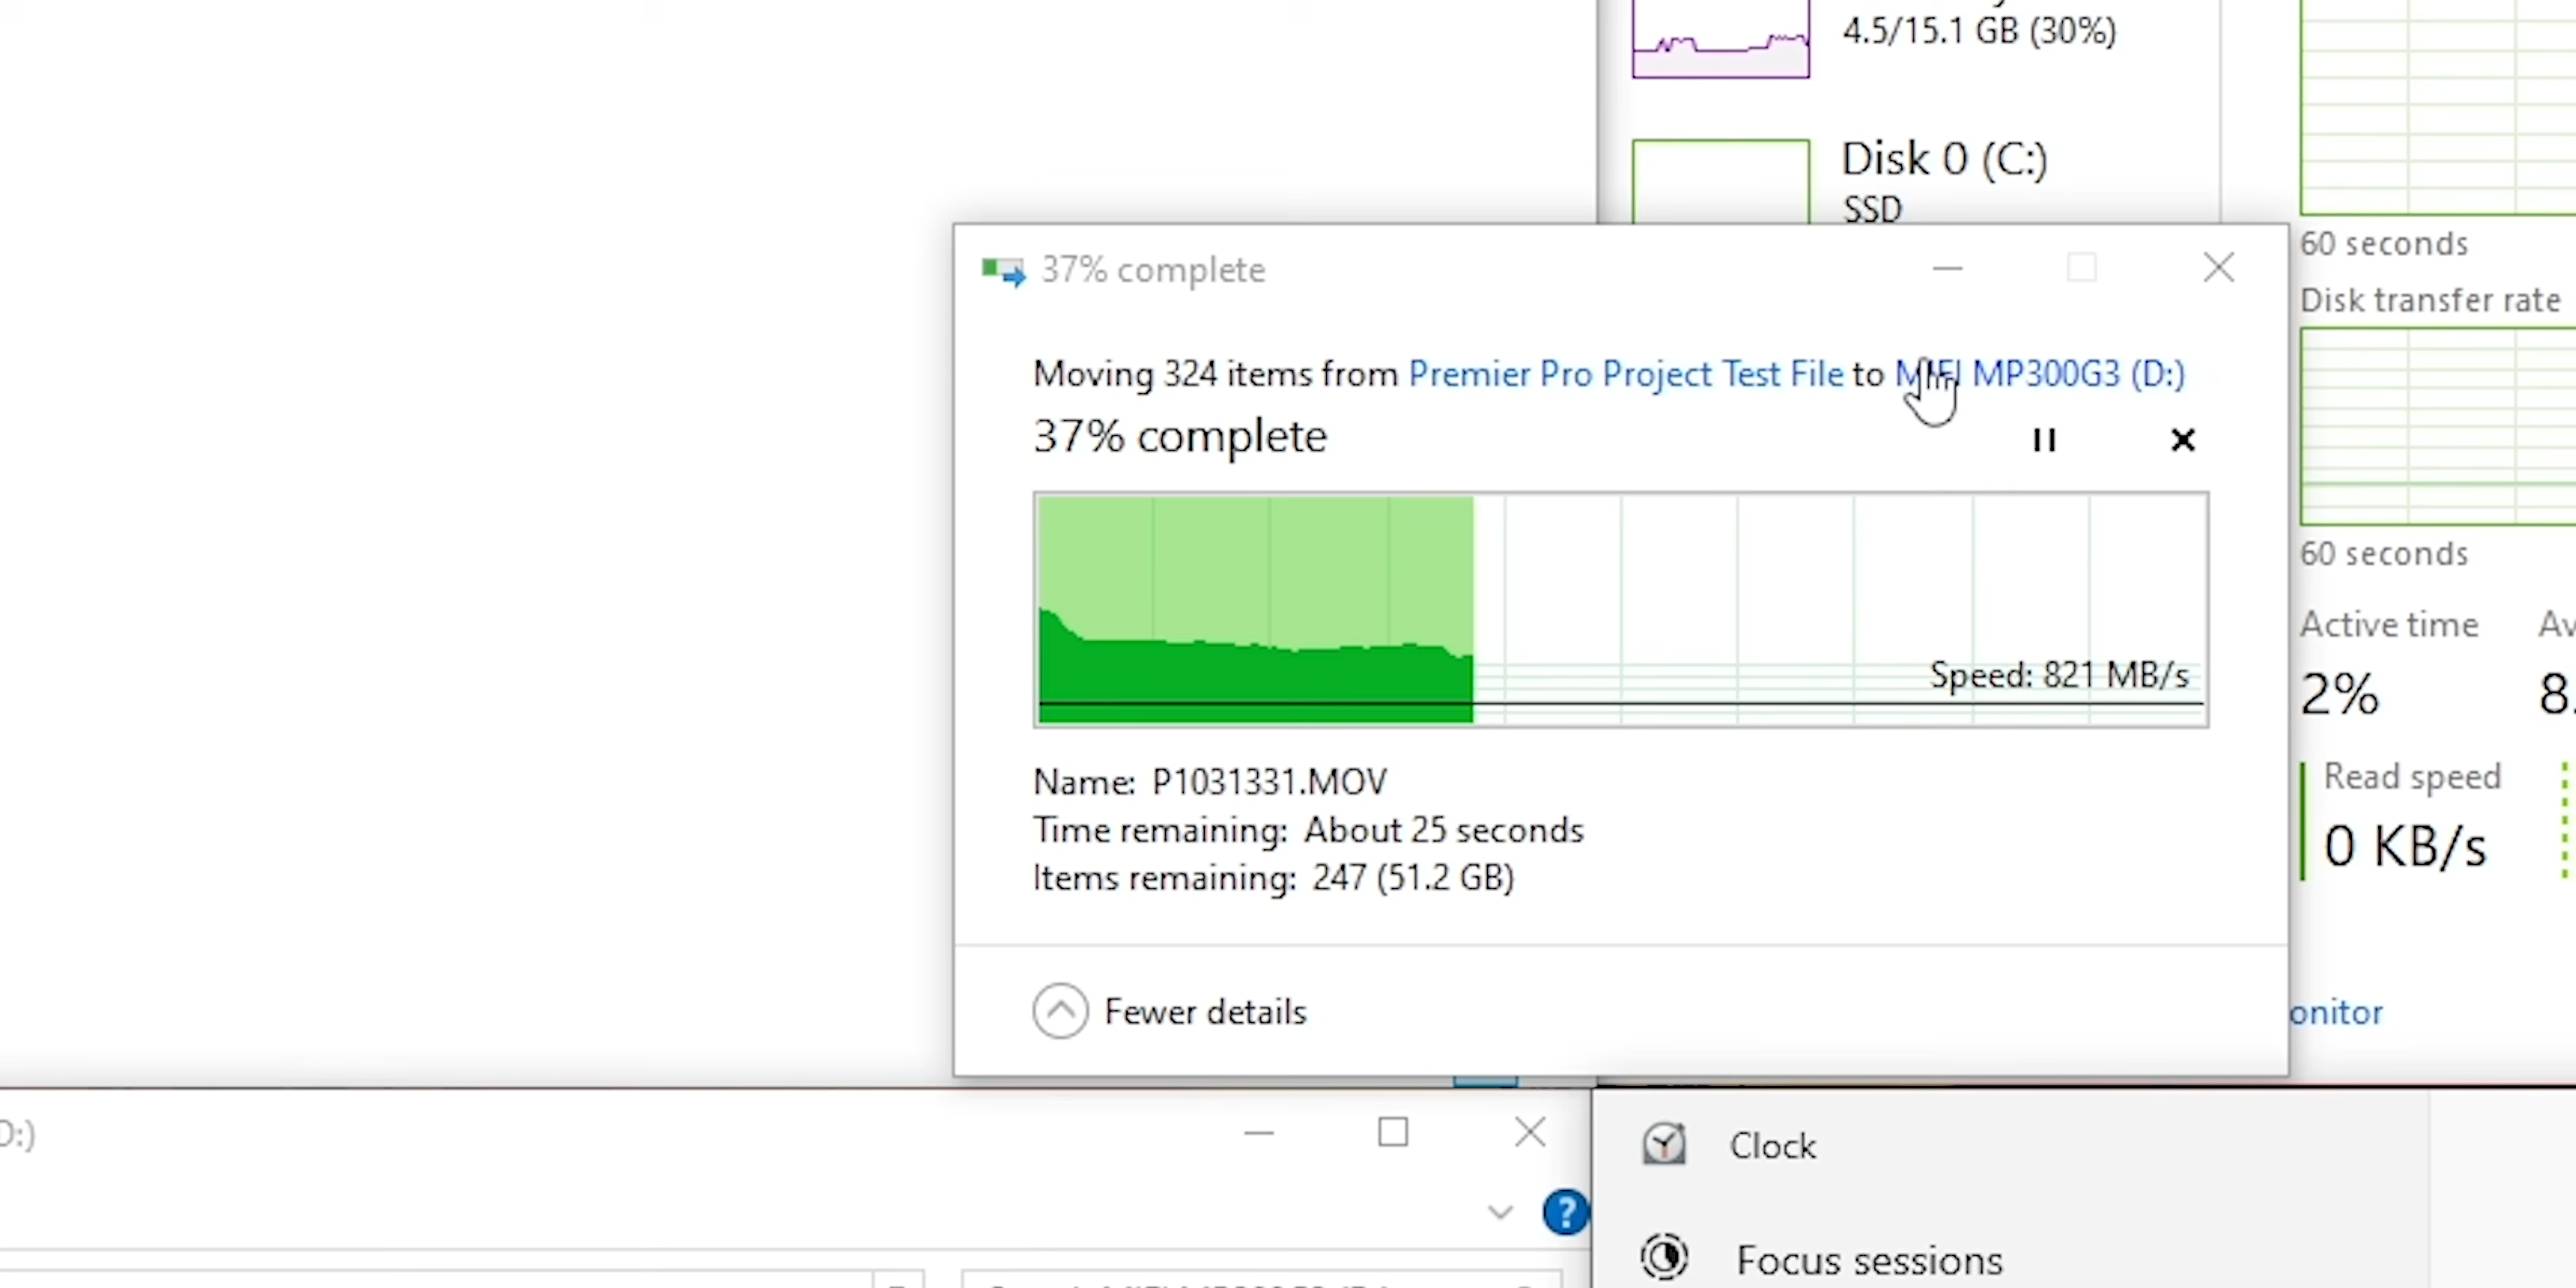 4.5/15.1 GB (30%)
Disk 0 (C:)
SSD
60 seconds
Disk transfer rate
37% complete
Moving 324 items from Premier Pro Project Test File to MP300G3 (D:)
37% complete
Speed: 821 MB/s
Name: P1031331.MOV
Time remaining: About 25 seconds
Items remaining: 247 (51.2 GB)
Fewer details
60 seconds
Active time
2%
8.
Read speed
0 KB/s
onitor
D:)
?
Clock
Focus sessions